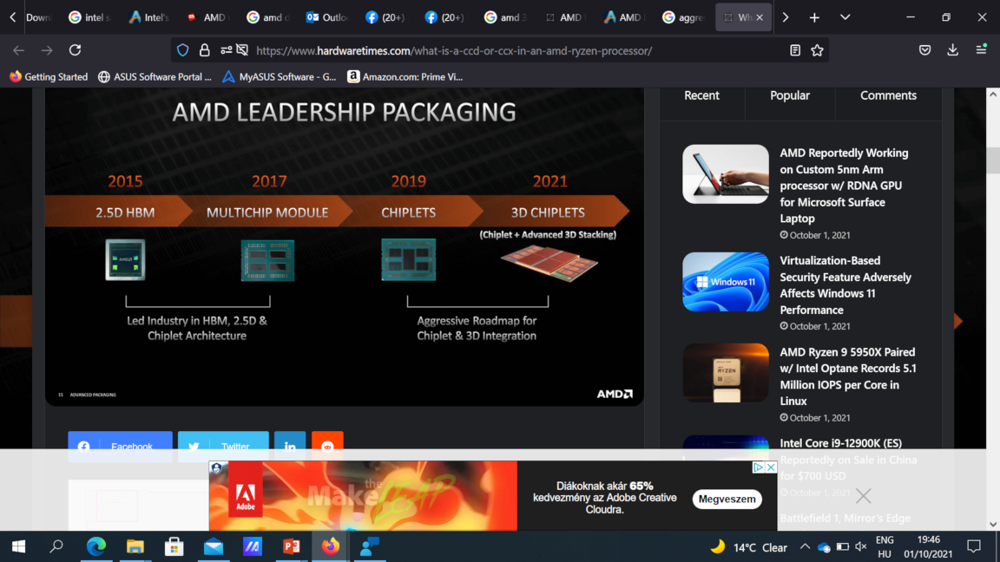 Down
intel s
Intel's
AMD
amd d
Outlo
(20+)
(20+)
amd 3
AMD
AMD
aggre
Wh
https://www.hardwaretimes.com/what-is-a-ccd-or-ccx-in-an-amd-ryzen-processor/
Getting Started
ASUS Software Portal ...
MyASUS Software - G...
Amazon.com: Prime Vi...
AMD LEADERSHIP PACKAGING
2015
2017
2019
2021
2.5D HBM
MULTICHIP MODULE
CHIPLETS
3D CHIPLETS
(Chiplet + Advanced 3D Stacking)
AMD
Led Industry in HBM, 2.5D &
Chiplet Architecture
Aggressive Roadmap for
Chiplet & 3D Integration
11 ADVANCED PACKAGING
AMD
Facebook
Twitter
in
Recent
Popular
Comments
AMD Reportedly Working
on Custom 5nm Arm
processor w/ RDNA GPU
for Microsoft Surface
Laptop
October 1, 2021
Windows 11
Virtualization-Based
Security Feature Adversely
Affects Windows 11
Performance
October 1, 2021
RYZEN
AMD Ryzen 9 5950X Paired
w/ Intel Optane Records 5.1
Million IOPS per Core in
Linux
October 1, 2021
Intel Core i9-12900K (ES)
Reportedly on Sale in China
for $700 USD
October 1, 2021
Battlefield 1, Mirror's Edge
Adobe
Make
the
LEAP
Diákoknak akár 65%
kedvezmény az Adobe Creative
Cloudra.
Megveszem
14°C Clear
ENG
HU
19:46
01/10/2021